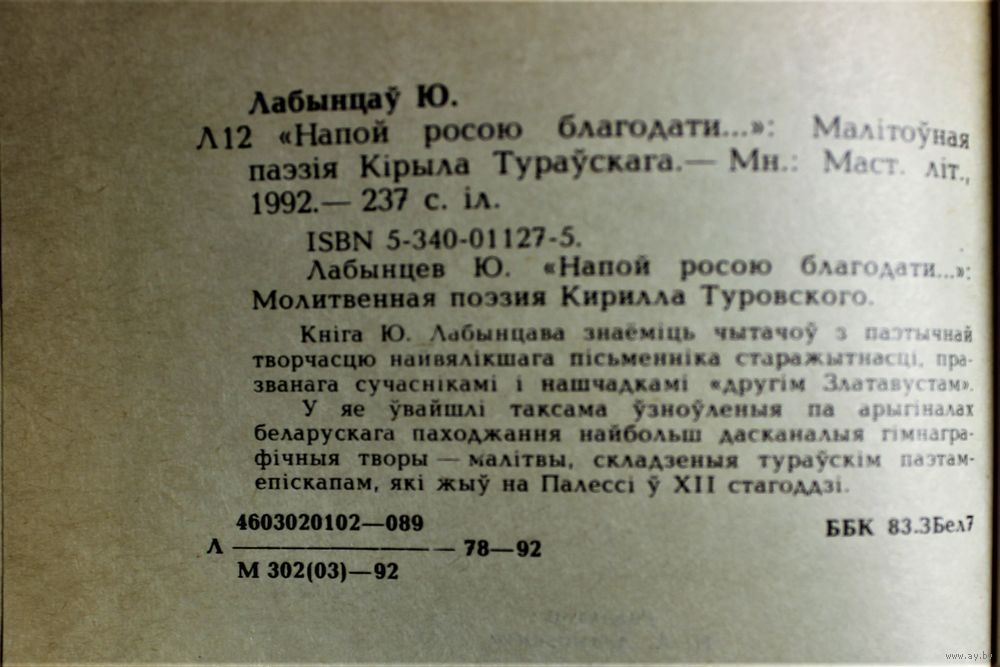 Лабынцаў Ю.
Л12 «Напой росою благодати...»: Малітоўная
паэзія Кірыла Тураўскага.— Мн.: Маст. літ.,
1992.— 237 с. іл.
ISBN 5-340-01127-5.
Лабынцев Ю. «Напой росою благодати...»:
Молитвенная поэзия Кирилла Туровского.
Кніга Ю. Лабынцава знаёміць чытачоў з паэтычнай
творчасцю найвялікшага пісьменніка старажытнасці, пра-
званага сучаснікамі і нашчадкамі «другім Златавустам».
У яе ўвайшлі таксама ўзноўленыя па арыгіналах
беларускага паходжання найбольш дасканалыя гімнагра-
фічныя творы — малітвы, складзеныя тураўскім паэтам-
епіскапам, які жыў на Палессі ў XII стагоддзі.
4603020102—089
Л ———————— 78—92
М 302(03)—92
ББК 83.3Бел7
www.ay.by